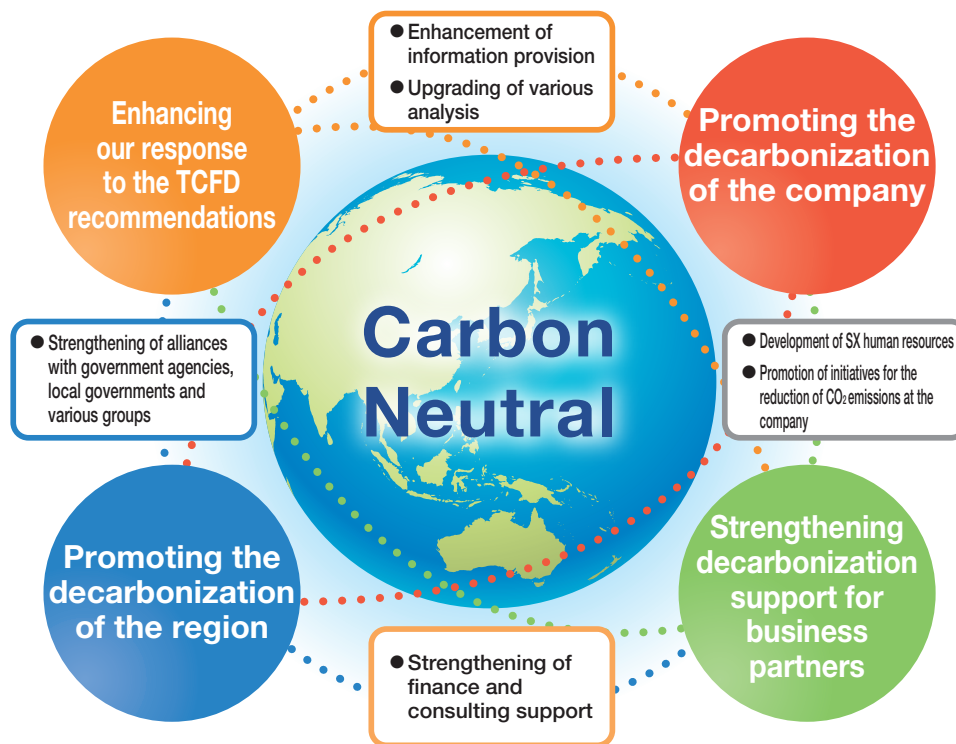 ● Enhancement of
information provision
● Upgrading of various
analysis
Enhancing
our response
to the TCFD
recommendations
Promoting the
decarbonization
of the company
● Strengthening of alliances
with government agencies,
local governments and
various groups
Carbon
Neutral
● Development of SX human resources
● Promotion of initiatives for the
reduction of CO₂ emissions at the
company
Promoting the
decarbonization
of the region
Strengthening
decarbonization
support for
business
partners
● Strengthening of
finance and
consulting support